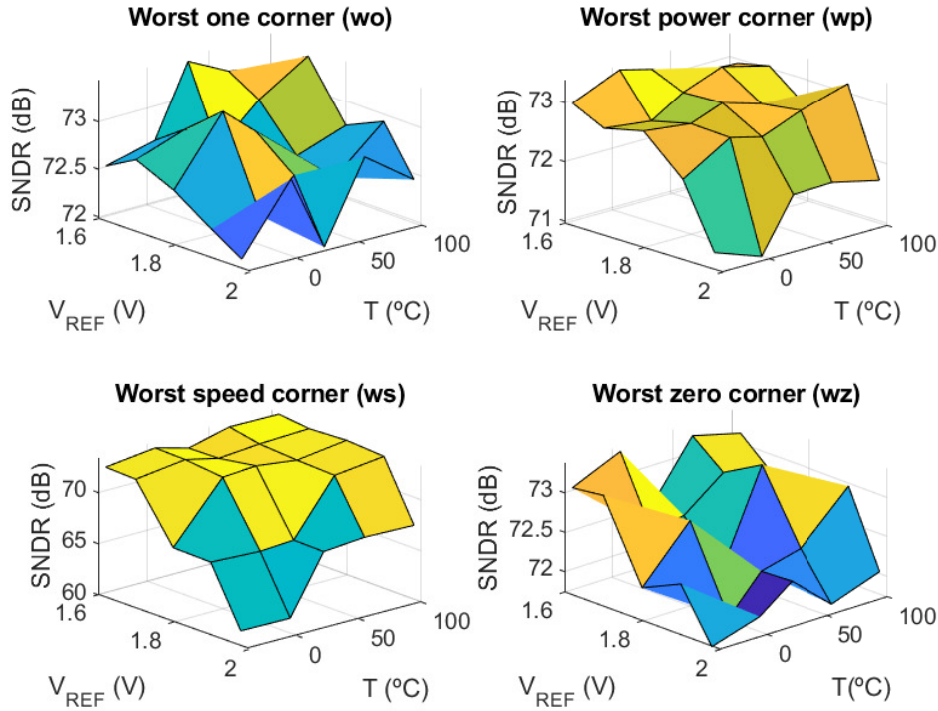 Worst one corner (wo)
SNDR (dB)
73
72.5
72
1.6
1.8
2
0
50
100
V_REF (V)
T (ºC)
Worst power corner (wp)
SNDR (dB)
73
72
71
1.6
1.8
2
0
50
100
V_REF (V)
T (ºC)
Worst speed corner (ws)
SNDR (dB)
70
65
60
1.6
1.8
2
0
50
100
V_REF (V)
T (ºC)
Worst zero corner (wz)
SNDR (dB)
73
72.5
72
1.6
1.8
2
0
50
100
V_REF (V)
T(ºC)